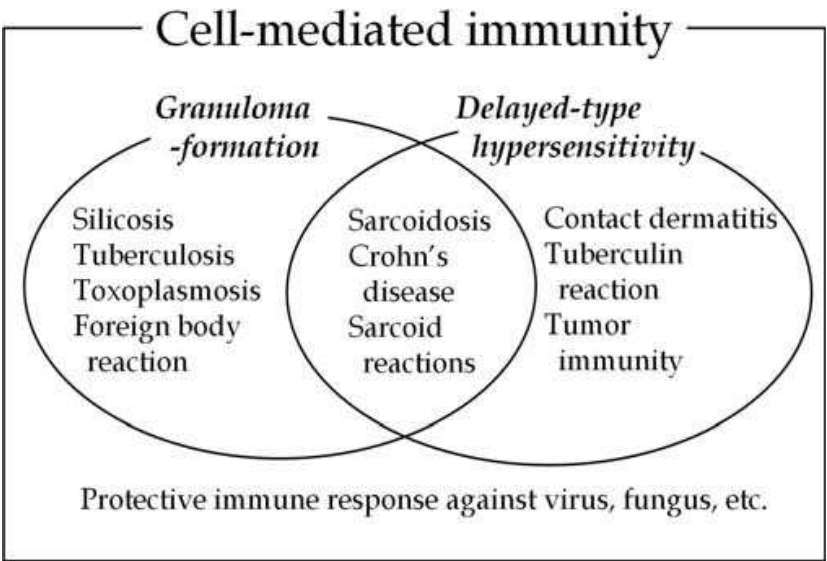 Cell-mediated immunity
Granuloma
-formation
Delayed-type
hypersensitivity
Silicosis
Tuberculosis
Toxoplasmosis
Foreign body
reaction
Sarcoidosis
Crohn's
disease
Sarcoid
reactions
Contact dermatitis
Tuberculin
reaction
Tumor
immunity
Protective immune response against virus, fungus, etc.